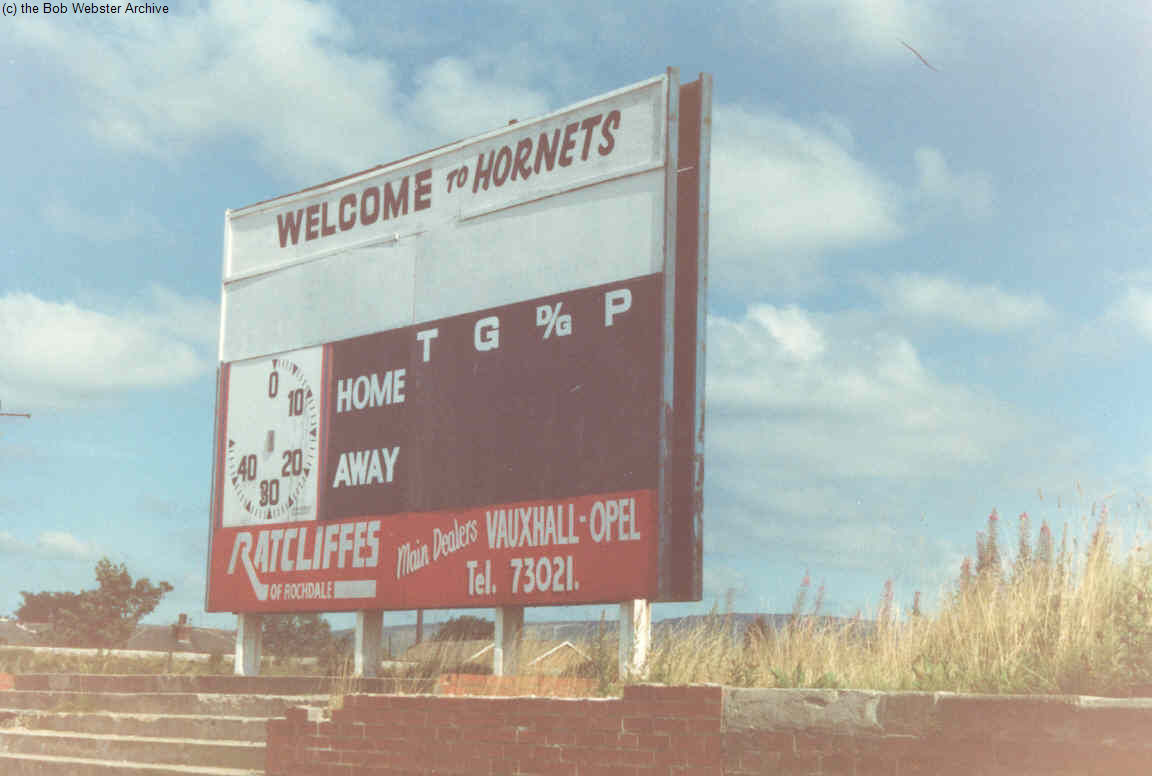 (c) the Bob Webster Archive
WELCOME TO HORNETS
T G D/G P
0
10
20
30
40
HOME
AWAY
RATCLIFFES
OF ROCHDALE
Main Dealers VAUXHALL-OPEL
Tel. 73021.